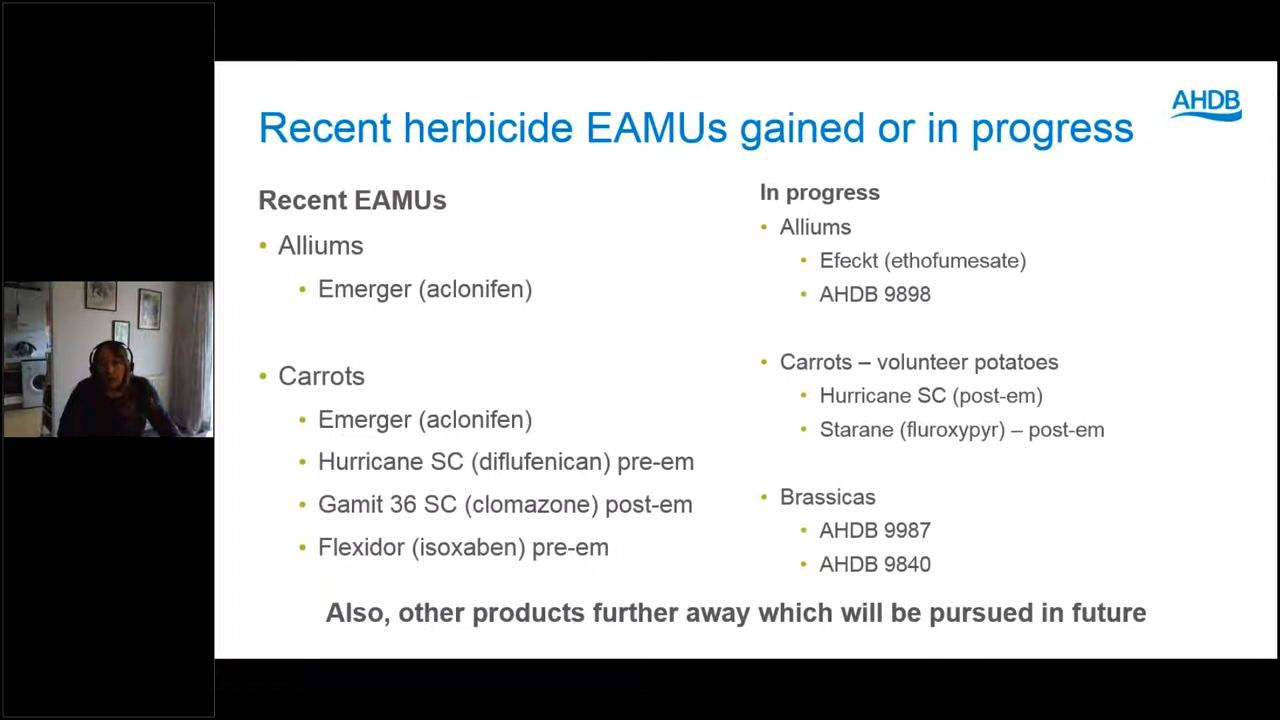 AHDB
Recent herbicide EAMUs gained or in progress
Recent EAMUs
• Alliums
• Emerger (aclonifen)
• Carrots
• Emerger (aclonifen)
• Hurricane SC (diflufenican) pre-em
• Gamit 36 SC (clomazone) post-em
• Flexidor (isoxaben) pre-em
In progress
• Alliums
• Efeckt (ethofumesate)
• AHDB 9898
• Carrots – volunteer potatoes
• Hurricane SC (post-em)
• Starane (fluroxypyr) – post-em
• Brassicas
• AHDB 9987
• AHDB 9840
Also, other products further away which will be pursued in future